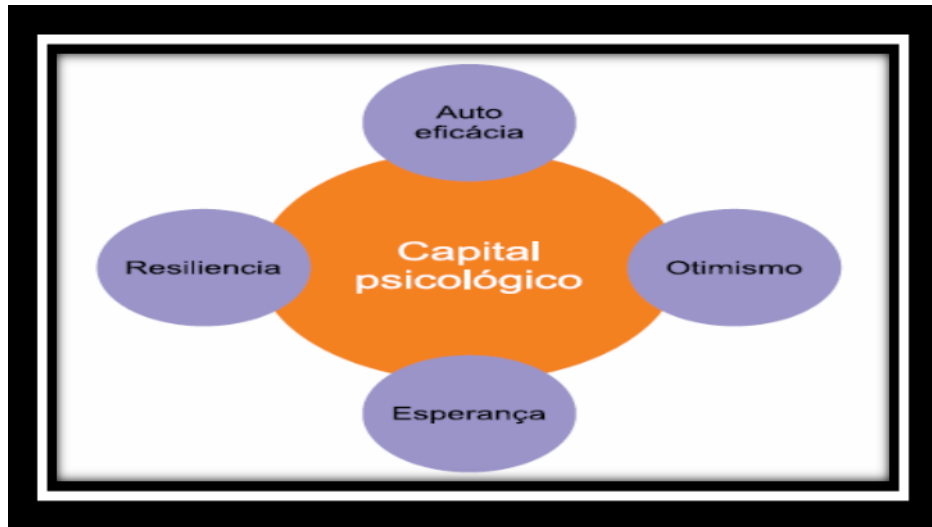 Auto
eficácia
Resiliencia
Capital
psicológico
Otimismo
Esperança